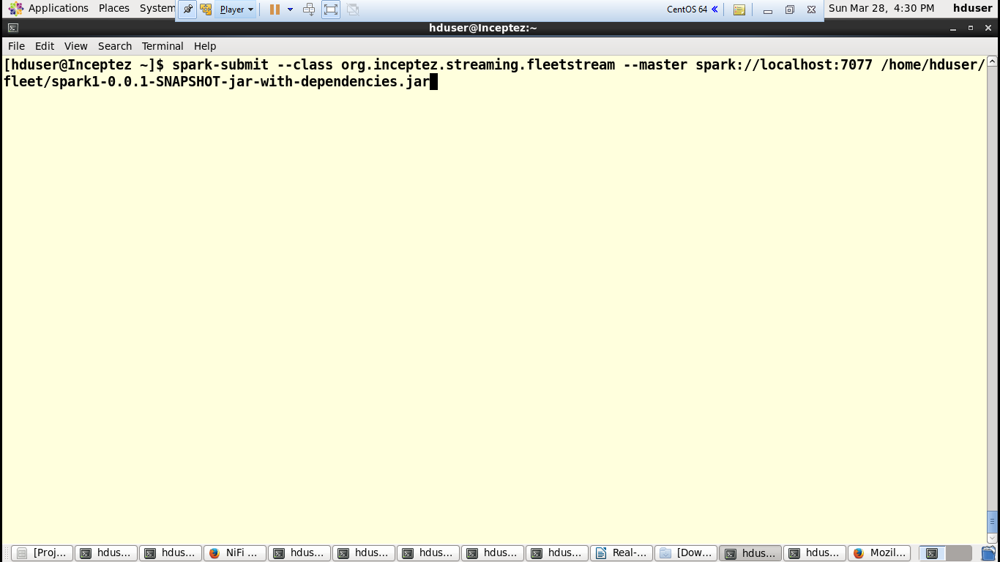 Applications Places System Player CentOS 64 Sun Mar 28, 4:30 PM hduser
hduser@Inceptez:~
File Edit View Search Terminal Help
[hduser@Inceptez ~]$ spark-submit --class org.inceptez.streaming.fleetstream --master spark://localhost:7077 /home/hduser/
fleet/spark1-0.0.1-SNAPSHOT-jar-with-dependencies.jar
[Proj... hdus... hdus... NiFi ... hdus... hdus... hdus... hdus... hdus... Real-... [Dow... hdus... hdus... Mozil...